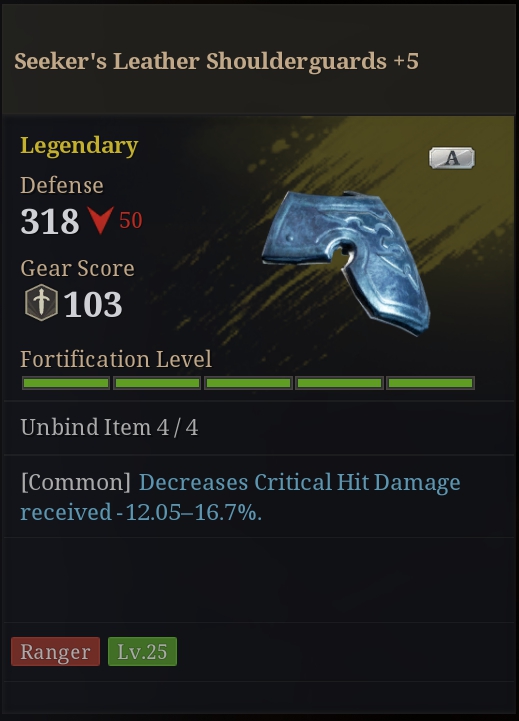 Seeker's Leather Shoulderguards +5
Legendary
A
Defense
318 50
Gear Score
103
Fortification Level
Unbind Item 4 / 4
[Common] Decreases Critical Hit Damage
received -12.05–16.7%.
Ranger Lv.25